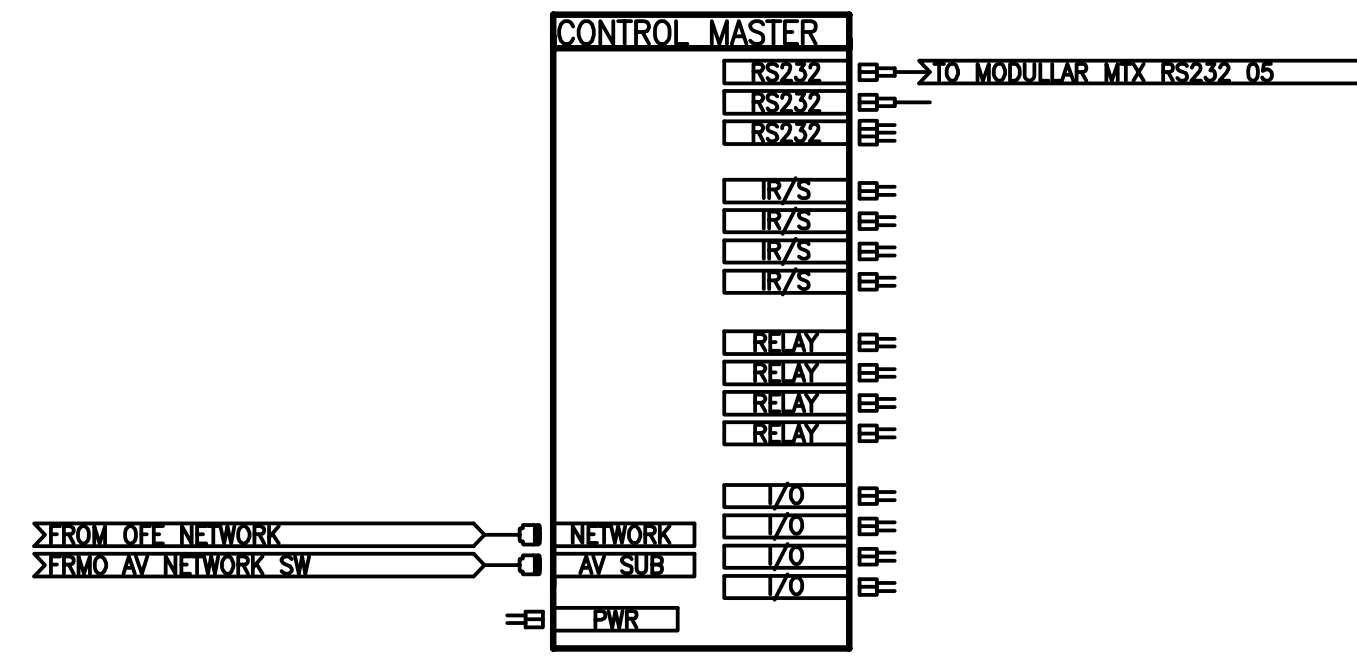 CONTROL MASTER
RS232
TO MODULLAR MTX RS232 05
RS232
RS232
IR/S
IR/S
IR/S
IR/S
RELAY
RELAY
RELAY
RELAY
I/O
FROM OFE NETWORK
NETWORK
I/O
FRMO AV NETWORK SW
AV SUB
I/O
I/O
PWR